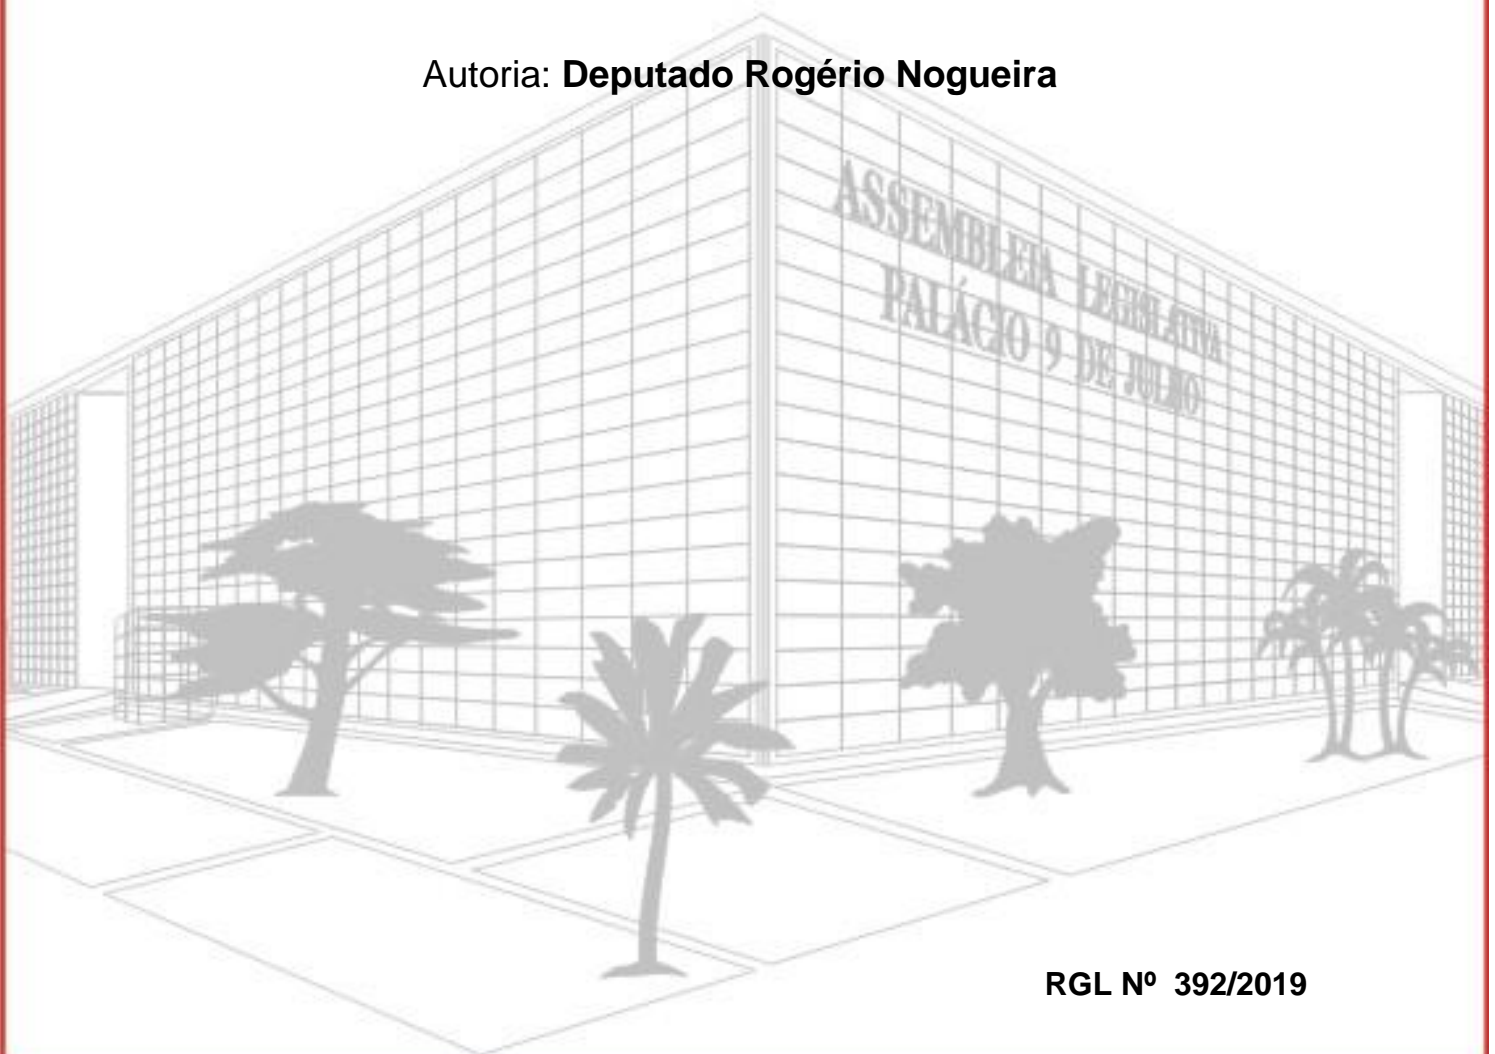 Autoria: Deputado Rogério Nogueira
ASSEMBLEIA LEGISLATIVA
PALÁCIO 9 DE JULHO
RGL Nº 392/2019